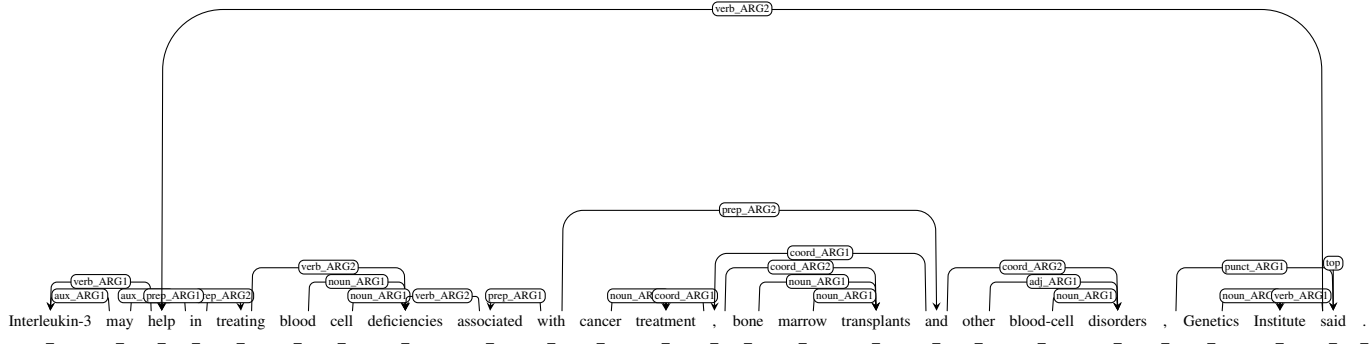 verb_ARG2
prep_ARG2
coord_ARG1
verb_ARG2 coord_ARG2 coord_ARG2 punct_ARG1 top
verb_ARG1 noun_ARG1 noun_ARG1 adj_ARG1
aux_ARG1 prep_ARG1 noun_ARG1 verb_ARG2 prep_ARG1 coord_ARG1 noun_ARG1 noun_ARG1 verb_ARG1
Interleukin-3 may help in treating blood cell deficiencies associated with cancer treatment , bone marrow transplants and other blood-cell disorders , Genetics Institute said .
_ _ _ _ _ _ _ _ _ _ _ _ _ _ _ _ _ _ _ _ _ _ _ _ _